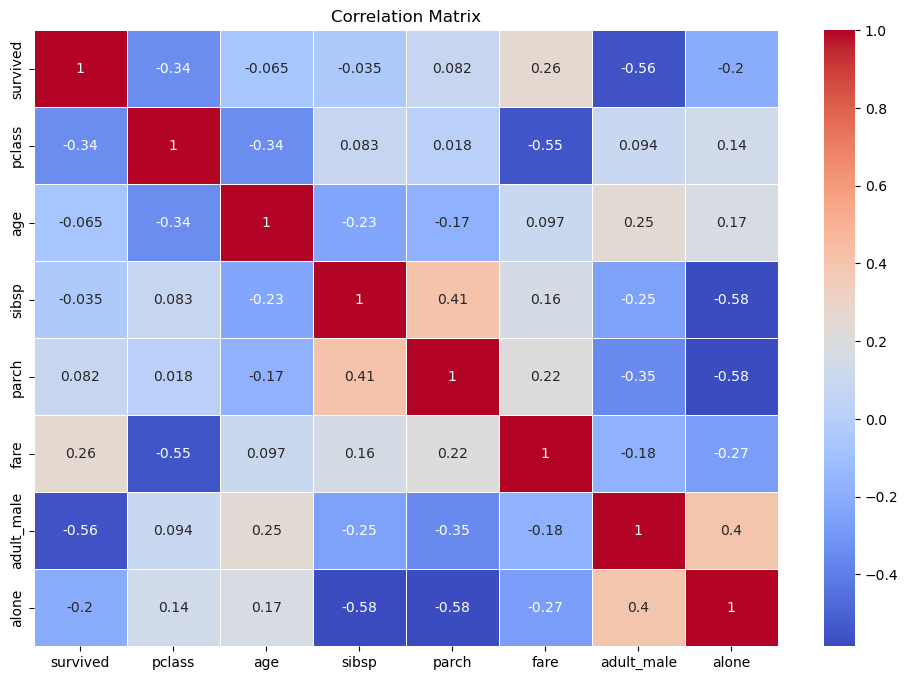 Correlation Matrix
survived 1 -0.34 -0.065 -0.035 0.082 0.26 -0.56 -0.2
pclass -0.34 1 -0.34 0.083 0.018 -0.55 0.094 0.14
age -0.065 -0.34 1 -0.23 -0.17 0.097 0.25 0.17
sibsp -0.035 0.083 -0.23 1 0.41 0.16 -0.25 -0.58
parch 0.082 0.018 -0.17 0.41 1 0.22 -0.35 -0.58
fare 0.26 -0.55 0.097 0.16 0.22 1 -0.18 -0.27
adult_male -0.56 0.094 0.25 -0.25 -0.35 -0.18 1 0.4
alone -0.2 0.14 0.17 -0.58 -0.58 -0.27 0.4 1
survived pclass age sibsp parch fare adult_male alone
1.0
0.8
0.6
0.4
0.2
0.0
−0.2
−0.4